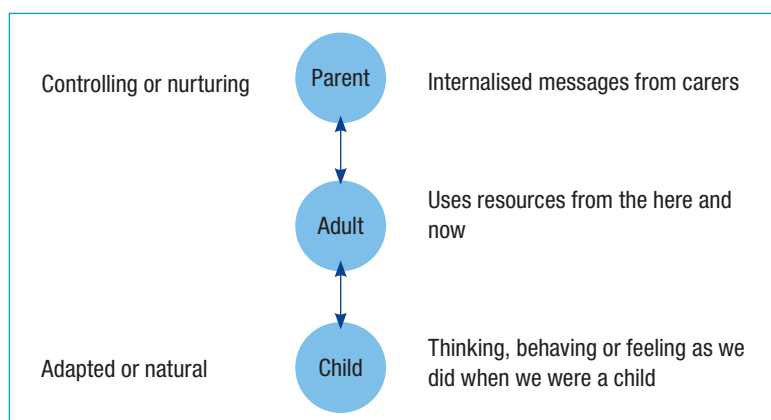 Controlling or nurturing
Parent
Internalised messages from carers
Adult
Uses resources from the here and
now
Adapted or natural
Child
Thinking, behaving or feeling as we
did when we were a child